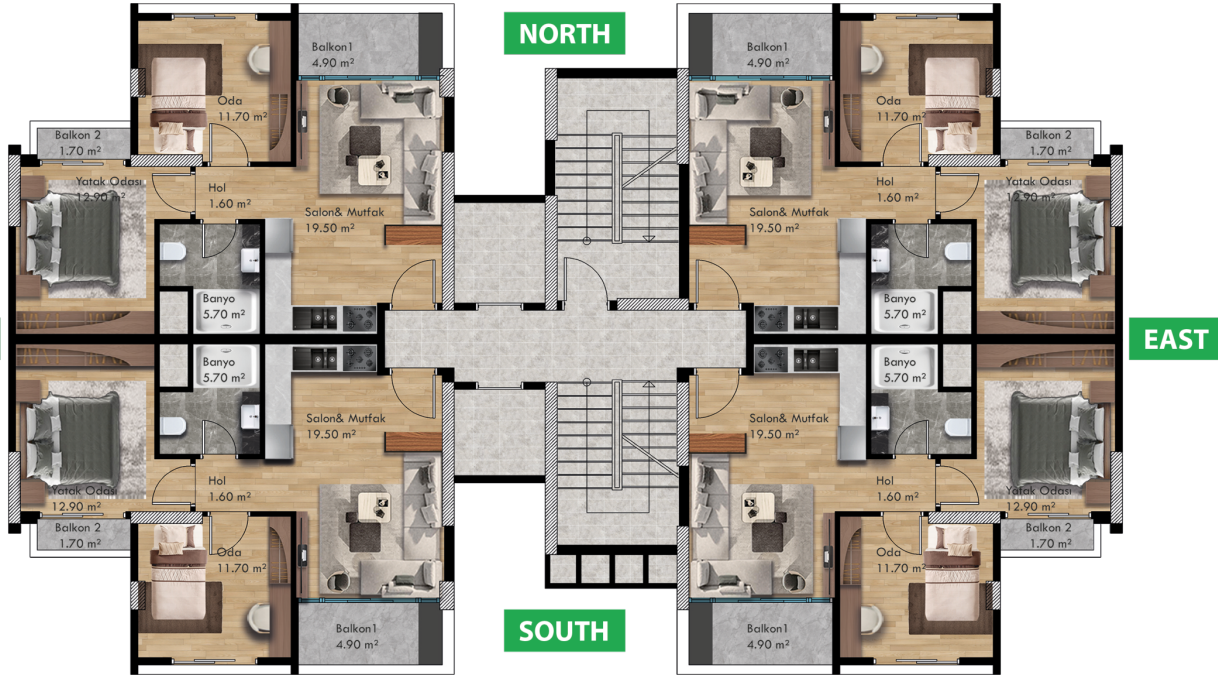 NORTH
Balkon1
4.90 m²
Oda
11.70 m²
Balkon 2
1.70 m²
Yatak Odası
12.90 m²
Hol
1.60 m²
Salon& Mutfak
19.50 m²
Banyo
5.70 m²
Balkon1
4.90 m²
Oda
11.70 m²
Balkon 2
1.70 m²
Hol
1.60 m²
Yatak Odası
12.90 m²
Salon& Mutfak
19.50 m²
Banyo
5.70 m²
EAST
Banyo
5.70 m²
Salon& Mutfak
19.50 m²
Hol
1.60 m²
Yatak Odası
12.90 m²
Balkon 2
1.70 m²
Oda
11.70 m²
Balkon1
4.90 m²
Banyo
5.70 m²
Salon& Mutfak
19.50 m²
Hol
1.60 m²
Yatak Odası
12.90 m²
Balkon 2
1.70 m²
Oda
11.70 m²
Balkon1
4.90 m²
SOUTH